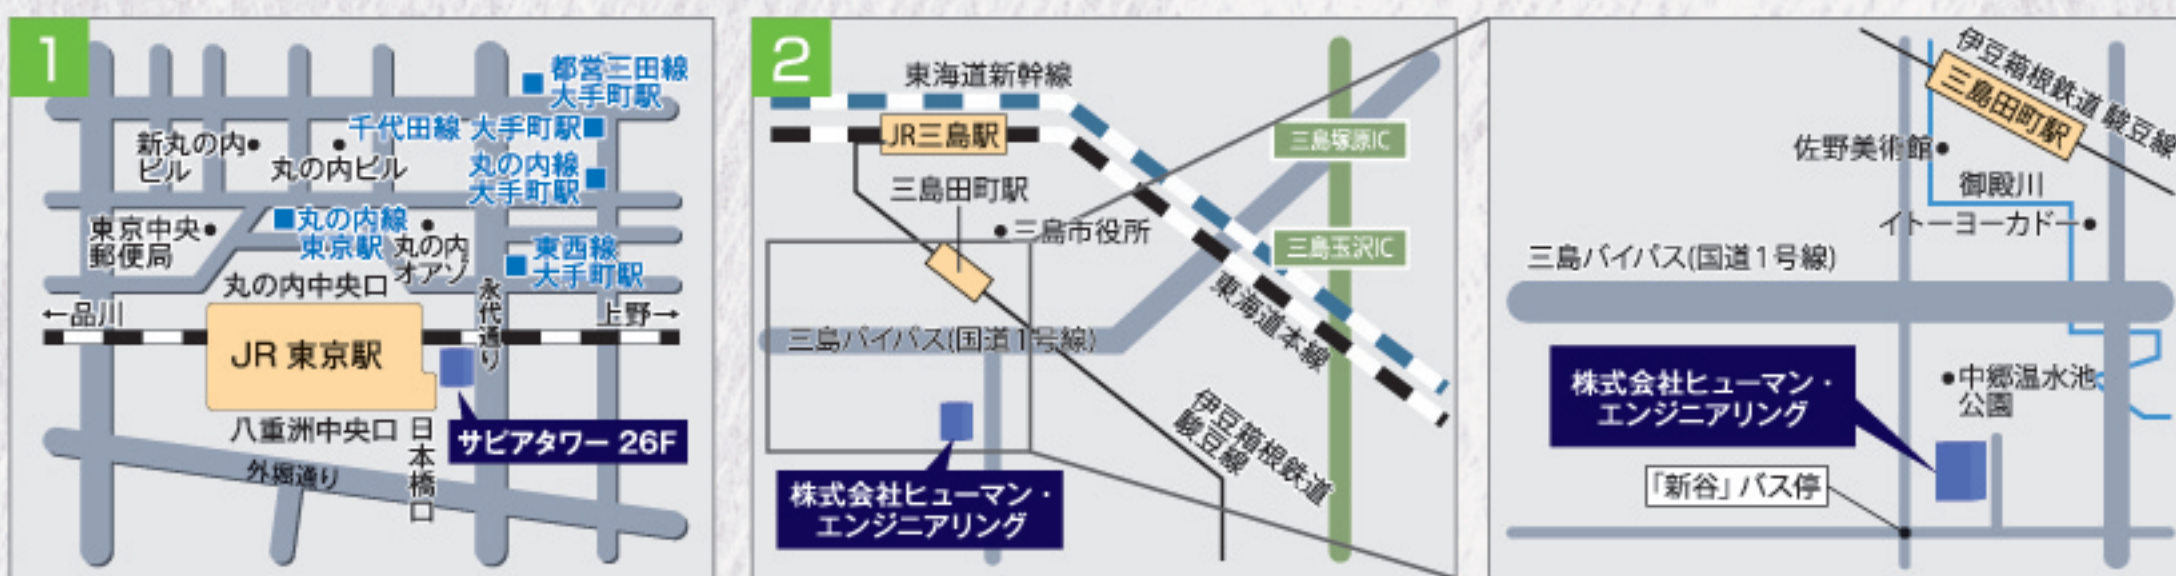 1
都営三田線
大手町駅
千代田線 大手町駅
新丸の内
ビル
丸の内ビル
丸の内線
大手町駅
東京中央
郵便局
丸の内線
東京駅
丸の内
オアゾ
東西線
大手町駅
丸の内中央口
永代通り
←品川
上野→
JR 東京駅
八重洲中央口
日本橋口
サピアタワー 26F
外堀通り
2
東海道新幹線
JR三島駅
三島塚原IC
三島田町駅
三島市役所
三島玉沢IC
東海道本線
三島バイパス(国道1号線)
伊豆箱根鉄道
駿豆線
株式会社ヒューマン・
エンジニアリング
伊豆箱根鉄道 駿豆線
三島田町駅
佐野美術館
御殿川
イトーヨーカドー
三島バイパス(国道1号線)
株式会社ヒューマン・
エンジニアリング
中郷温水池
公園
「新谷」バス停